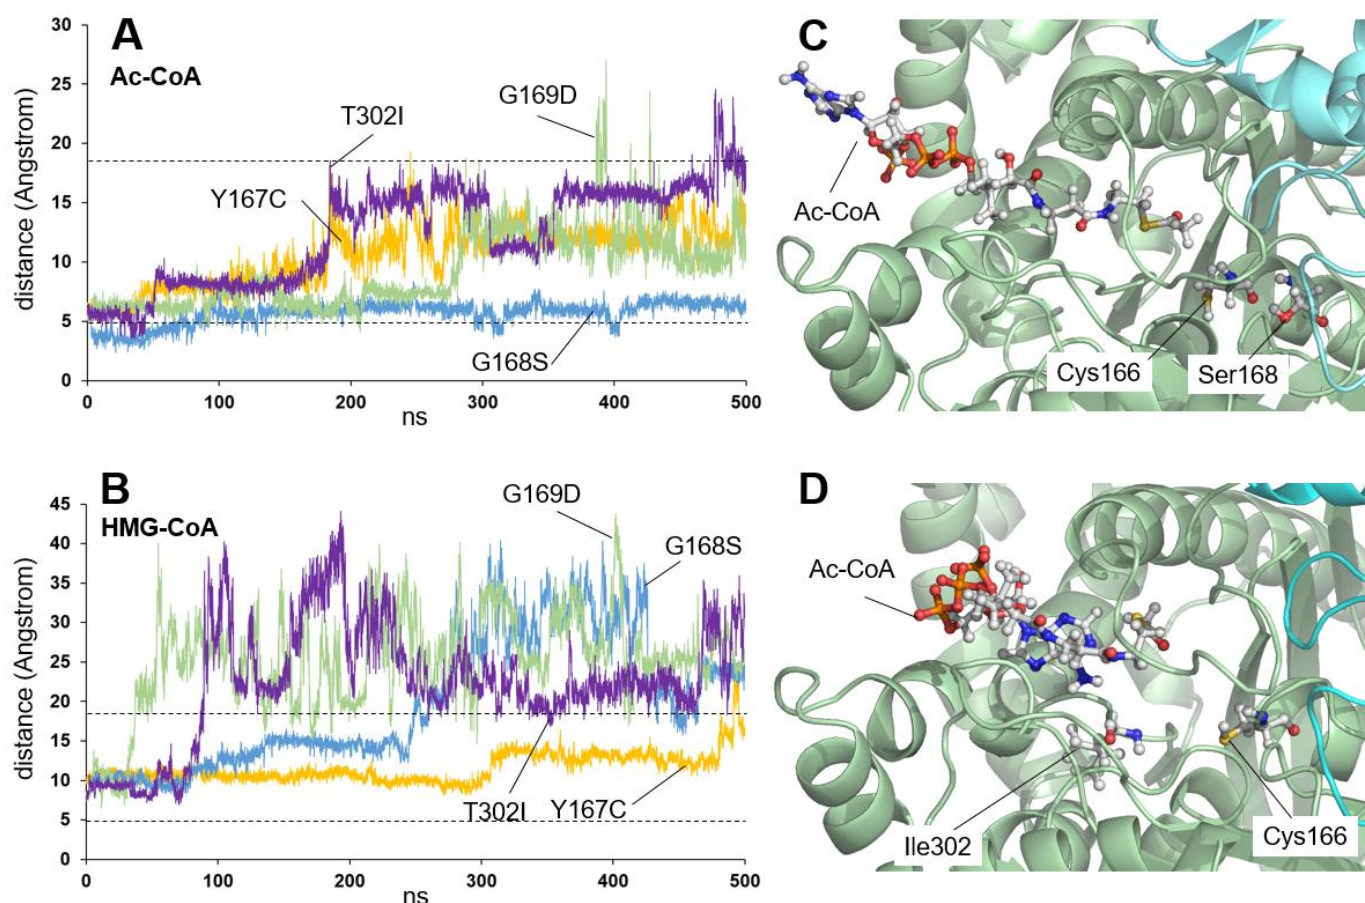 A
Ac-CoA
distance (Angstrom)
30
25
20
15
10
5
0
T302I
Y167C
G169D
G168S
0
100
200
300
400
500
ns
C
Ac-CoA
Cys166
Ser168
B
HMG-CoA
distance (Angstrom)
45
40
35
30
25
20
15
10
5
0
G169D
G168S
T302I
Y167C
0
100
200
300
400
500
ns
D
Ac-CoA
Ile302
Cys166